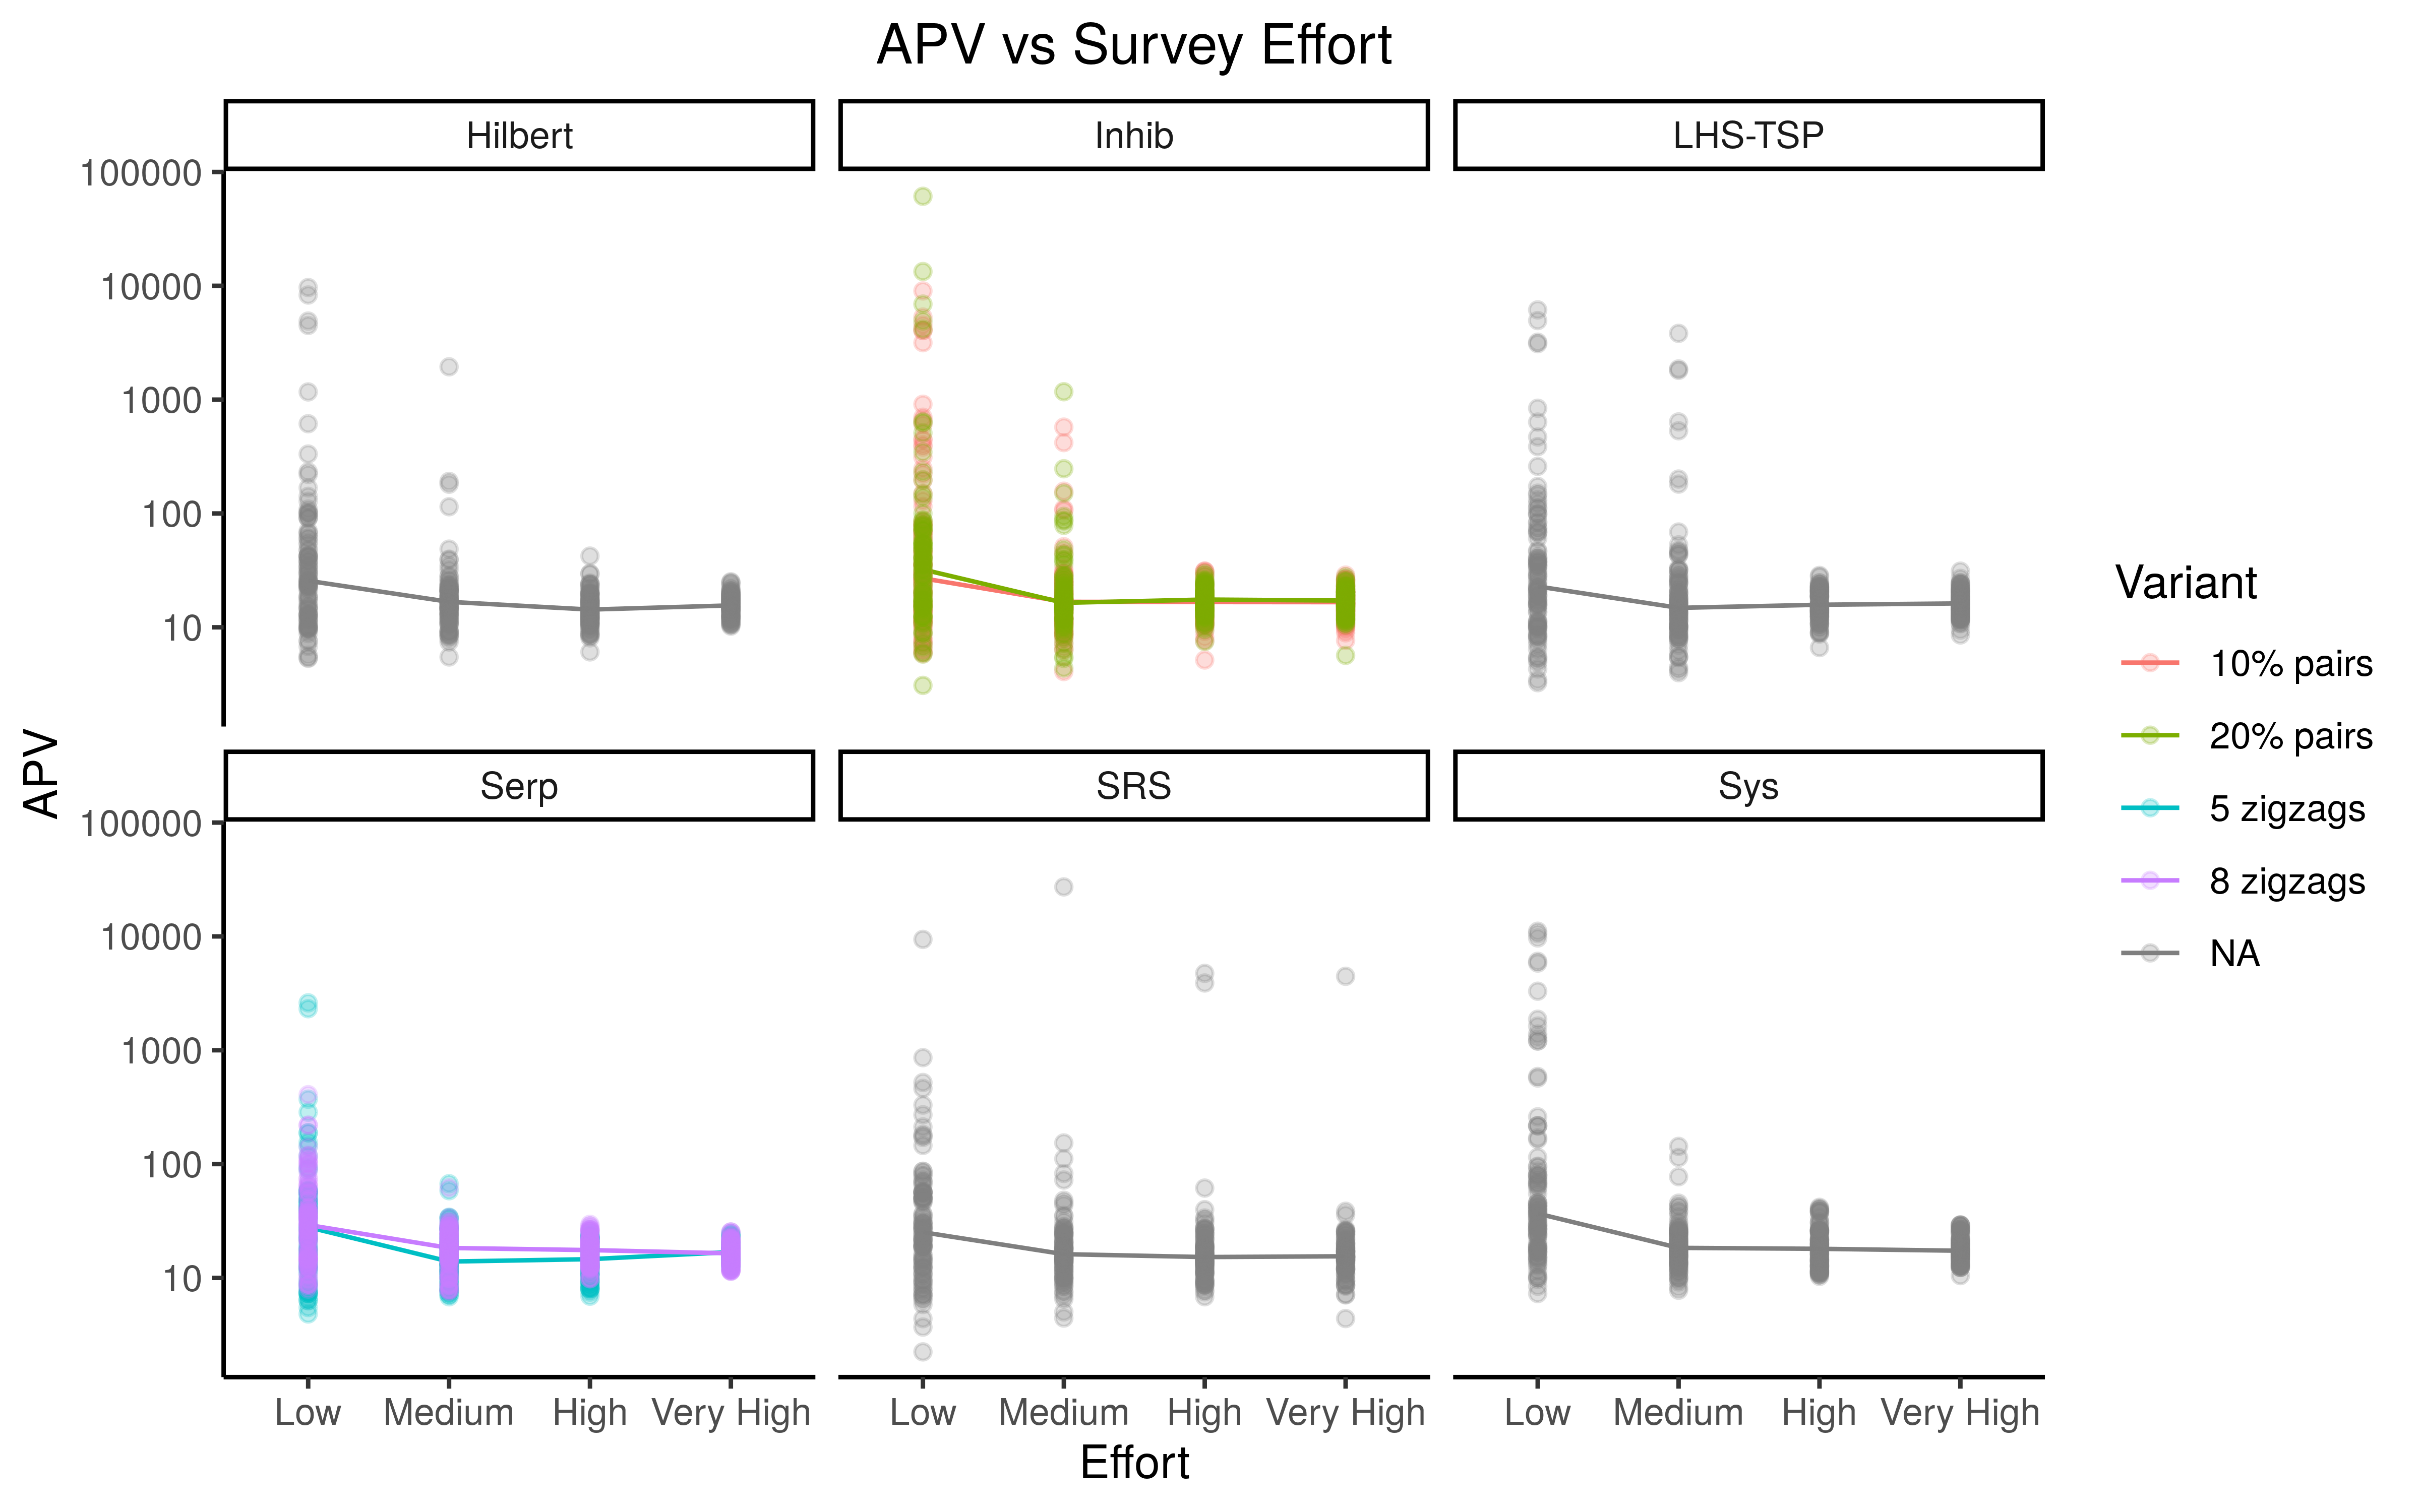 APV vs Survey Effort
Hilbert
Inhib
LHS-TSP
100000
10000
1000
100
10
APV
Serp
SRS
Sys
100000
10000
1000
100
10
Low Medium High Very High
Low Medium High Very High
Low Medium High Very High
Effort
Variant
10% pairs
20% pairs
5 zigzags
8 zigzags
NA